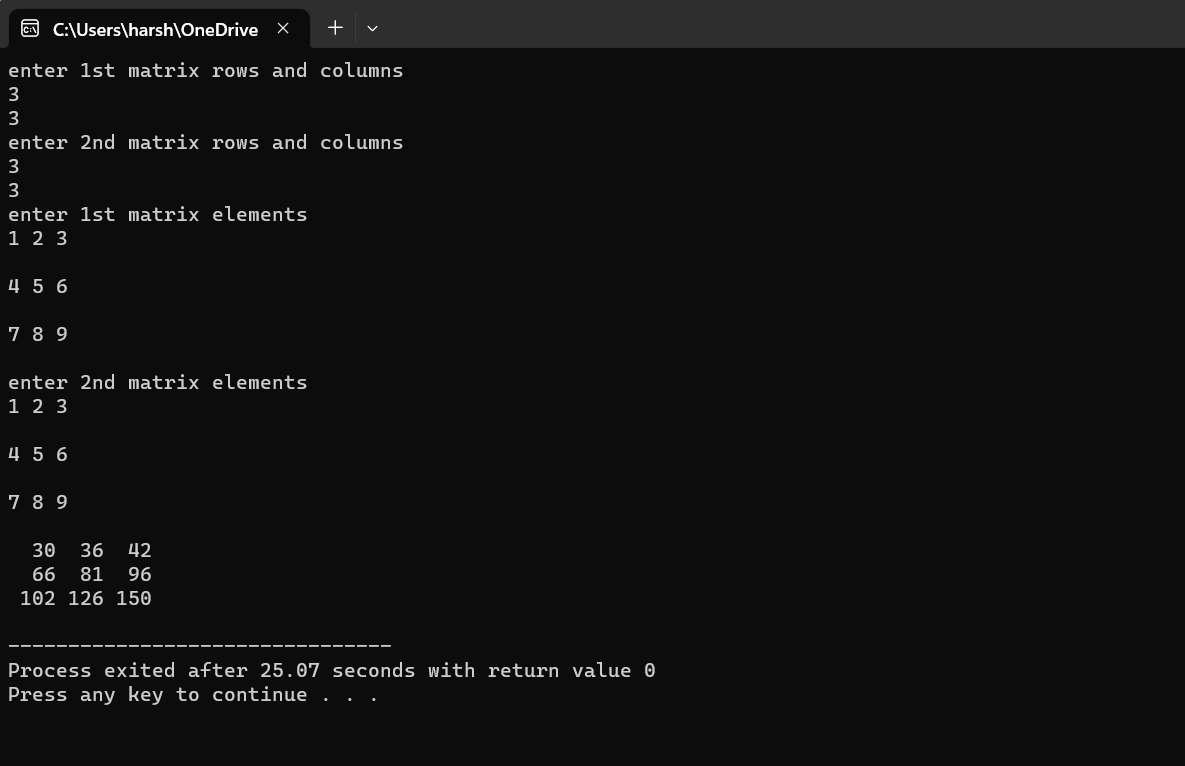 C:\Users\harsh\OneDrive
enter 1st matrix rows and columns
3
3
enter 2nd matrix rows and columns
3
3
enter 1st matrix elements
1 2 3
4 5 6
7 8 9
enter 2nd matrix elements
1 2 3
4 5 6
7 8 9
30 36 42
66 81 96
102 126 150
--------------------------------
Process exited after 25.07 seconds with return value 0
Press any key to continue . . .